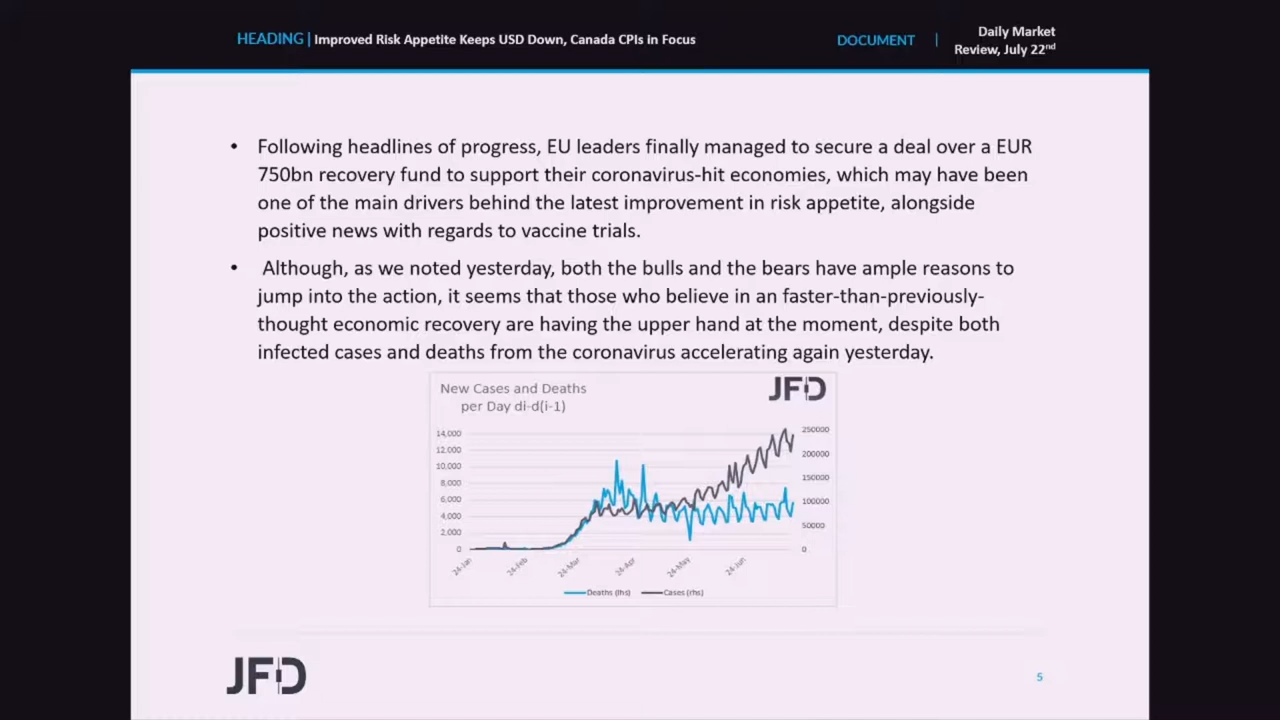 HEADING | Improved Risk Appetite Keeps USD Down, Canada CPIs in Focus
DOCUMENT | Daily Market
Review, July 22nd
• Following headlines of progress, EU leaders finally managed to secure a deal over a EUR
750bn recovery fund to support their coronavirus-hit economies, which may have been
one of the main drivers behind the latest improvement in risk appetite, alongside
positive news with regards to vaccine trials.
• Although, as we noted yesterday, both the bulls and the bears have ample reasons to
jump into the action, it seems that those who believe in an faster-than-previously-
thought economic recovery are having the upper hand at the moment, despite both
infected cases and deaths from the coronavirus accelerating again yesterday.
New Cases and Deaths
per Day di-d(i-1)
JFD
14,000
12,000
10,000
8,000
6,000
4,000
2,000
0
250000
200000
150000
100000
50000
0
24-Jan
24-Feb
24-Mar
24-Apr
24-May
24-Jun
Deaths (lhs)
Cases (rhs)
JFD
5